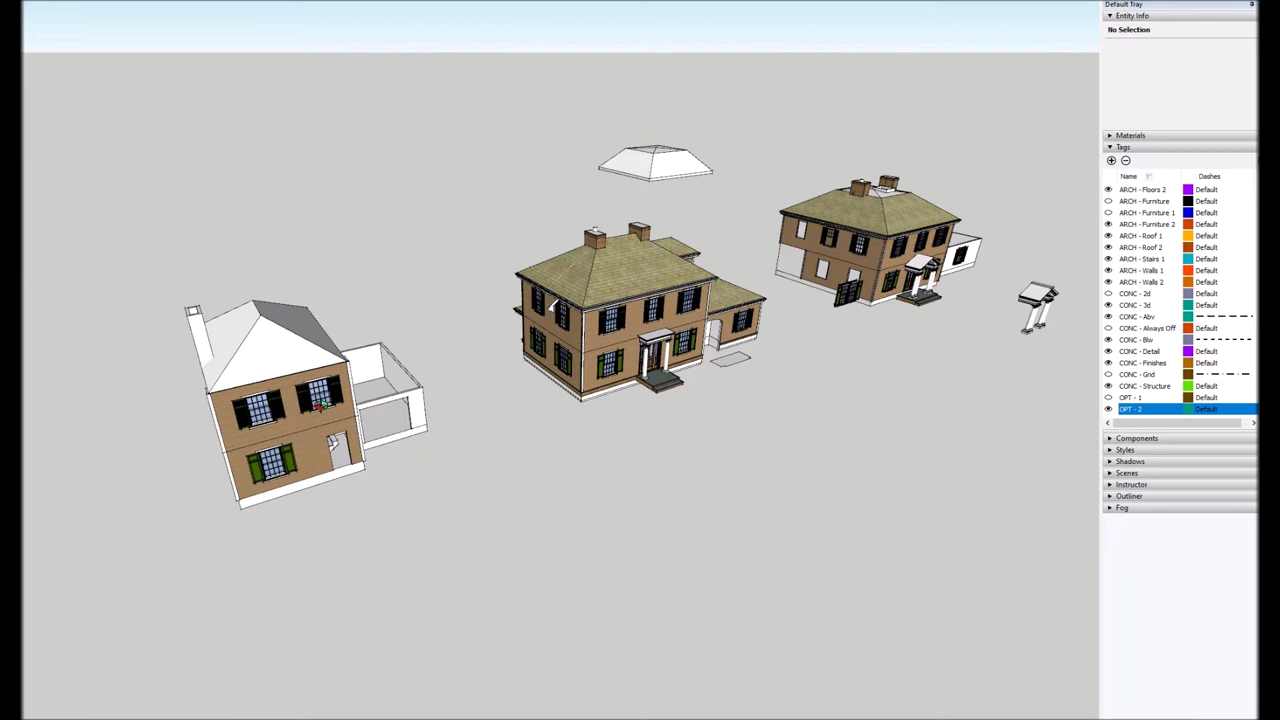 Default Tray
Entity Info
No Selection
Materials
Tags
Name Dashes
ARCH - Floors 2 Default
ARCH - Furniture Default
ARCH - Furniture 1 Default
ARCH - Furniture 2 Default
ARCH - Roof 1 Default
ARCH - Roof 2 Default
ARCH - Stairs 1 Default
ARCH - Walls 1 Default
ARCH - Walls 2 Default
CONC - 2d Default
CONC - 3d Default
CONC - Abv
CONC - Always Off Default
CONC - Blw
CONC - Detail Default
CONC - Finishes Default
CONC - Grid
CONC - Structure Default
OPT - 1 Default
OPT - 2 Default
Components
Styles
Shadows
Scenes
Instructor
Outliner
Fog